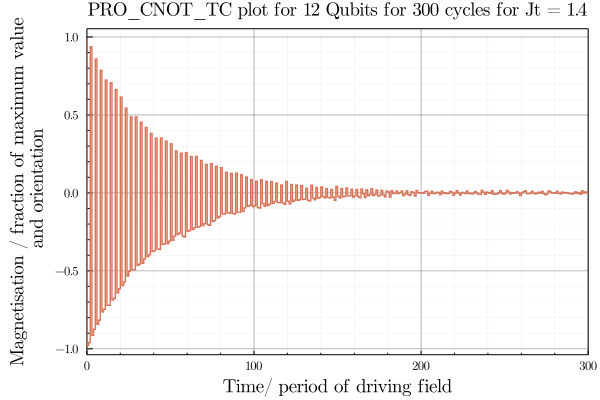 PRO_CNOT_TC plot for 12 Qubits for 300 cycles for Jt = 1.4
Magnetisation / fraction of maximum value
and orientation
1.0
0.5
0.0
−0.5
−1.0
0
100
200
300
Time/ period of driving field